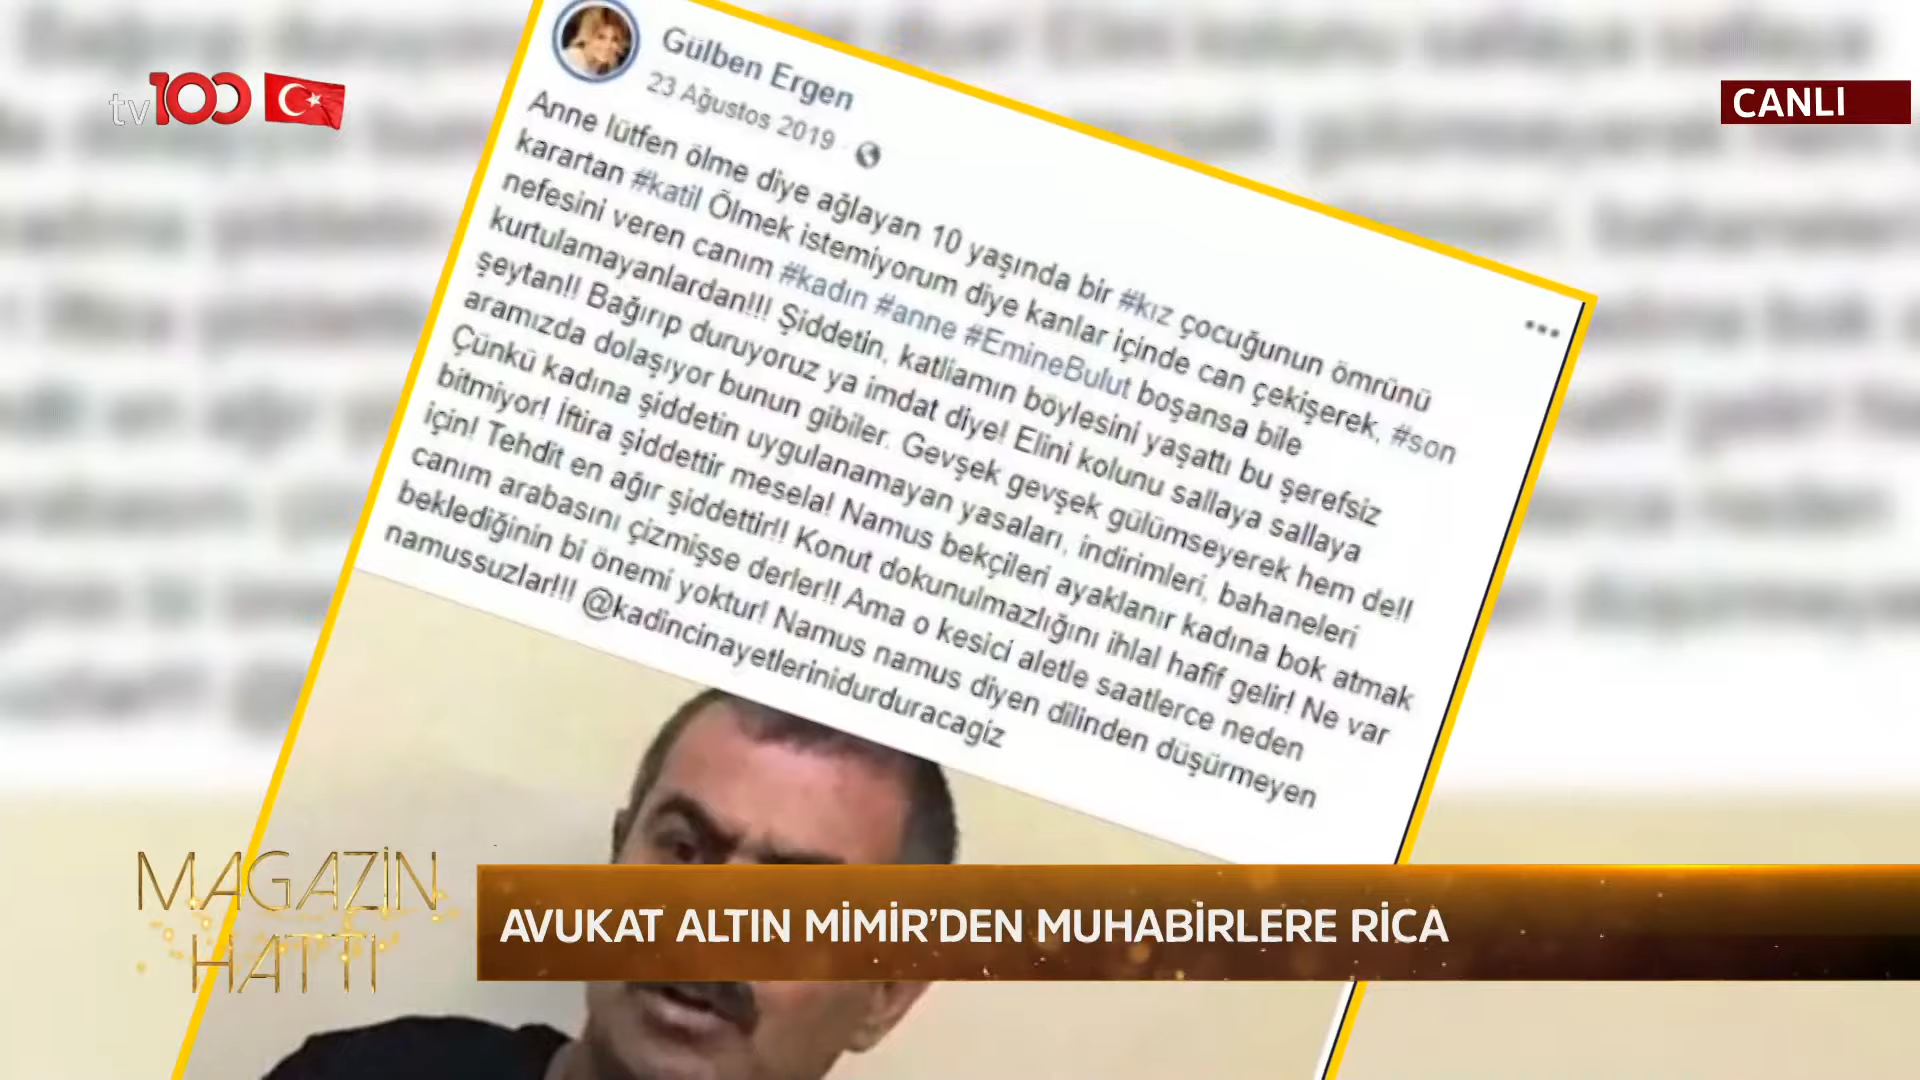 tv100
CANLI
Gülben Ergen
23 Ağustos 2019
Anne lütfen ölme diye ağlayan 10 yaşında bir #kız çocuğunun ömrünü
karartan #katil Ölmek istemiyorum diye kanlar içinde can çekişerek, #son
nefesini veren canım #kadın #anne #EmineBulut boşansa bile
kurtulamayanlardan!!! Şiddetin, katliamın böylesini yaşattı bu şerefsiz
şeytan!! Bağırıp duruyoruz ya imdat diye! Elini kolunu sallaya sallaya
aramızda dolaşıyor bunun gibiler. Gevşek gevşek gülümseyerek hem de!!
Çünkü kadına şiddetin uygulanamayan yasaları, indirimleri, bahaneleri
bitmiyor! İftira şiddettir mesela! Namus bekçileri ayaklanır kadına bok atmak
için! Tehdit en ağır şiddettir!! Konut dokunulmazlığını ihlal hafif gelir! Ne var
canım arabasını çizmişse derler!! Ama o kesici aletle saatlerce neden
beklediğinin bi önemi yoktur! Namus namus diyen dilinden düşürmeyen
namussuzlar!!! @kadincinayetlerinidurduracagiz
MAGAZİN
HATTI
AVUKAT ALTIN MİMİR'DEN MUHABİRLERE RİCA